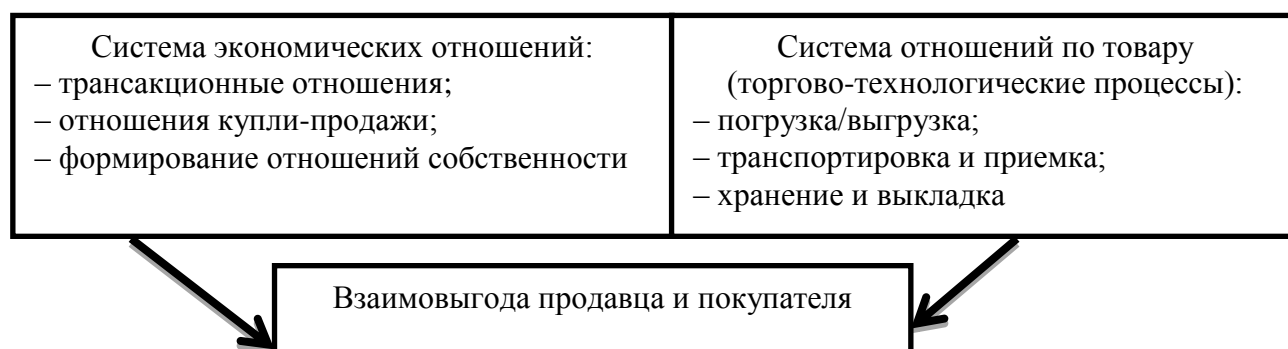 Система экономических отношений:
– трансакционные отношения;
– отношения купли-продажи;
– формирование отношений собственности
Система отношений по товару
(торгово-технологические процессы):
– погрузка/выгрузка;
– транспортировка и приемка;
– хранение и выкладка
Взаимовыгода продавца и покупателя